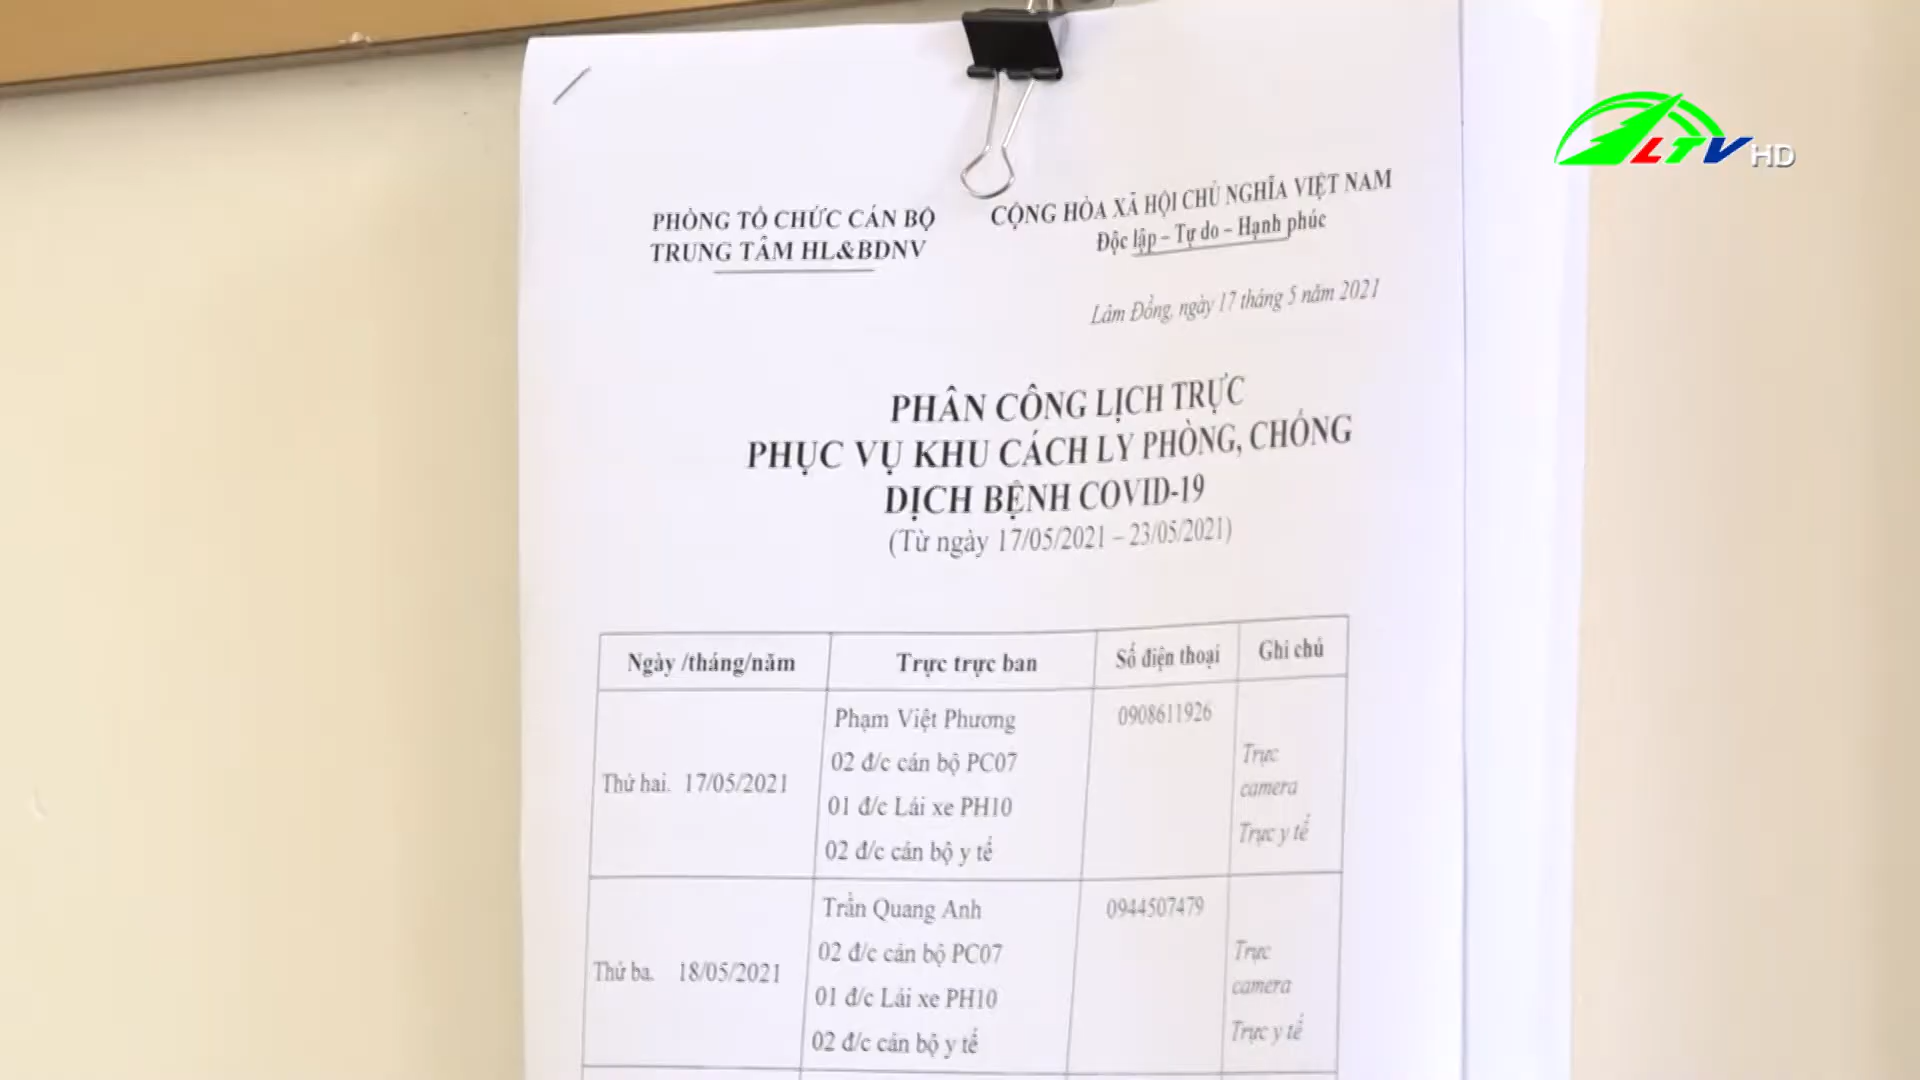 LTV HD
PHÒNG TỔ CHỨC CÁN BỘ
TRUNG TÂM HL&BDNV
CỘNG HÒA XÃ HỘI CHỦ NGHĨA VIỆT NAM
Độc lập – Tự do – Hạnh phúc
Lâm Đồng, ngày 17 tháng 5 năm 2021
PHÂN CÔNG LỊCH TRỰC
PHỤC VỤ KHU CÁCH LY PHÒNG, CHỐNG
DỊCH BỆNH COVID-19
(Từ ngày 17/05/2021 – 23/05/2021)
Ngày /tháng/năm
Trực trực ban
Số điện thoại
Ghi chú
Thứ hai. 17/05/2021
Phạm Việt Phương
02 đ/c cán bộ PC07
01 đ/c Lái xe PH10
02 đ/c cán bộ y tế
0908611926
Trực
camera
Trực y tế
Thứ ba. 18/05/2021
Trần Quang Anh
02 đ/c cán bộ PC07
01 đ/c Lái xe PH10
02 đ/c cán bộ y tế
0944507479
Trực
camera
Trực y tế